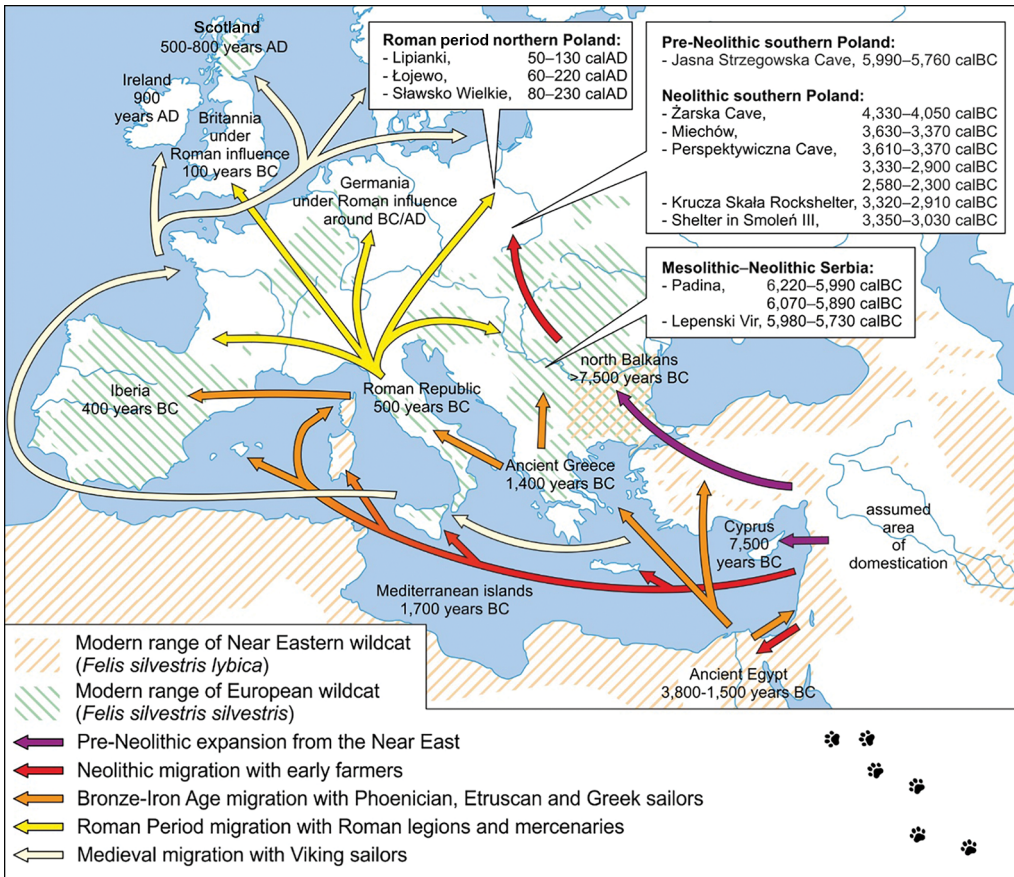 Scotland
500-800 years AD
Ireland
900
years AD
Britannia
under
Roman influence
100 years BC
Germania
under Roman influence
around BC/AD
Roman period northern Poland:
- Lipianki, 50–130 calAD
- Łojewo, 60–220 calAD
- Sławsko Wielkie, 80–230 calAD
Pre-Neolithic southern Poland:
- Jasna Strzegowska Cave, 5,990–5,760 calBC
Neolithic southern Poland:
- Żarska Cave, 4,330–4,050 calBC
- Miechów, 3,630–3,370 calBC
- Perspektywiczna Cave, 3,610–3,370 calBC
3,330–2,900 calBC
2,580–2,300 calBC
- Krucza Skała Rockshelter, 3,320–2,910 calBC
- Shelter in Smoleń III, 3,350–3,030 calBC
Mesolithic–Neolithic Serbia:
- Padina, 6,220–5,990 calBC
6,070–5,890 calBC
- Lepenski Vir, 5,980–5,730 calBC
north Balkans
>7,500 years BC
Iberia
400 years BC
Roman Republic
500 years BC
Ancient Greece
1,400 years BC
Cyprus
7,500
years BC
assumed
area
of
domestication
Mediterranean islands
1,700 years BC
Ancient Egypt
3,800-1,500 years BC
Modern range of Near Eastern wildcat
(Felis silvestris lybica)
Modern range of European wildcat
(Felis silvestris silvestris)
Pre-Neolithic expansion from the Near East
Neolithic migration with early farmers
Bronze-Iron Age migration with Phoenician, Etruscan and Greek sailors
Roman Period migration with Roman legions and mercenaries
Medieval migration with Viking sailors